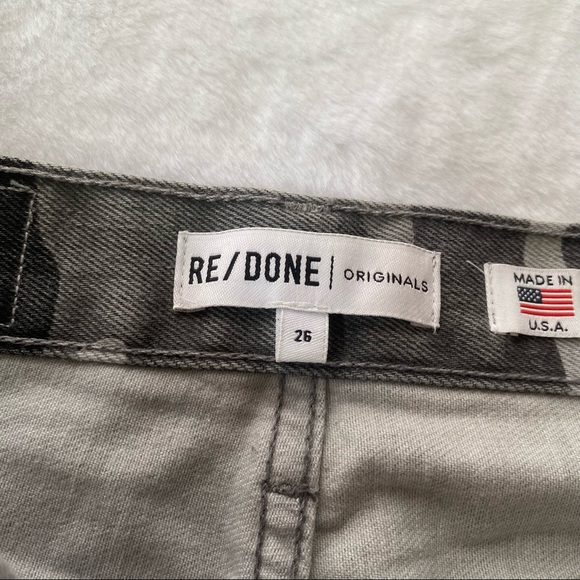 RE/DONE | ORIGINALS
26
MADE IN
U.S.A.